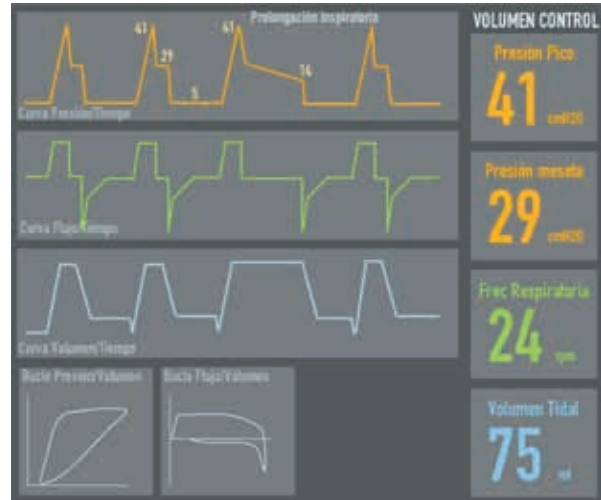 Prolongación inspiratoria
VOLUMEN CONTROL
41
41
29
14
5
Curva Presión/Tiempo
Presión Pico
41
cmH2O
Curva Flujo/Tiempo
Presión meseta
29
cmH2O
Curva Volumen/Tiempo
Frec Respiratoria
24
rpm
Bucle Presión/Volumen
Bucle Flujo/Volumen
Volumen Tidal
75
ml